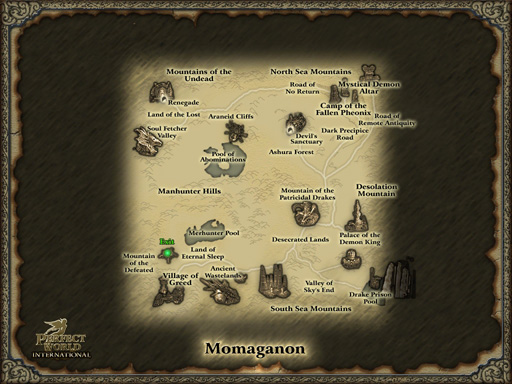 Mountains of the
Undead
North Sea Mountains
Road of
No Return
Mystical Demon
Altar
Renegade
Camp of the
Fallen Pheonix
Land of the Lost
Araneid Cliffs
Road of
Remote Antiquity
Soul Fetcher
Valley
Devil's
Sanctuary
Dark Precipice
Road
Pool of
Abominations
Ashura Forest
Manhunter Hills
Mountain of the
Patricidal Drakes
Desolation
Mountain
Merhunter Pool
Exit
Desecrated Lands
Palace of the
Demon King
Land of
Eternal Sleep
Mountain
of the
Defeated
Village of
Greed
Ancient
Wastelands
Valley of
Sky's End
Drake Prison
Pool
South Sea Mountains
Perfect
World
International
Momaganon